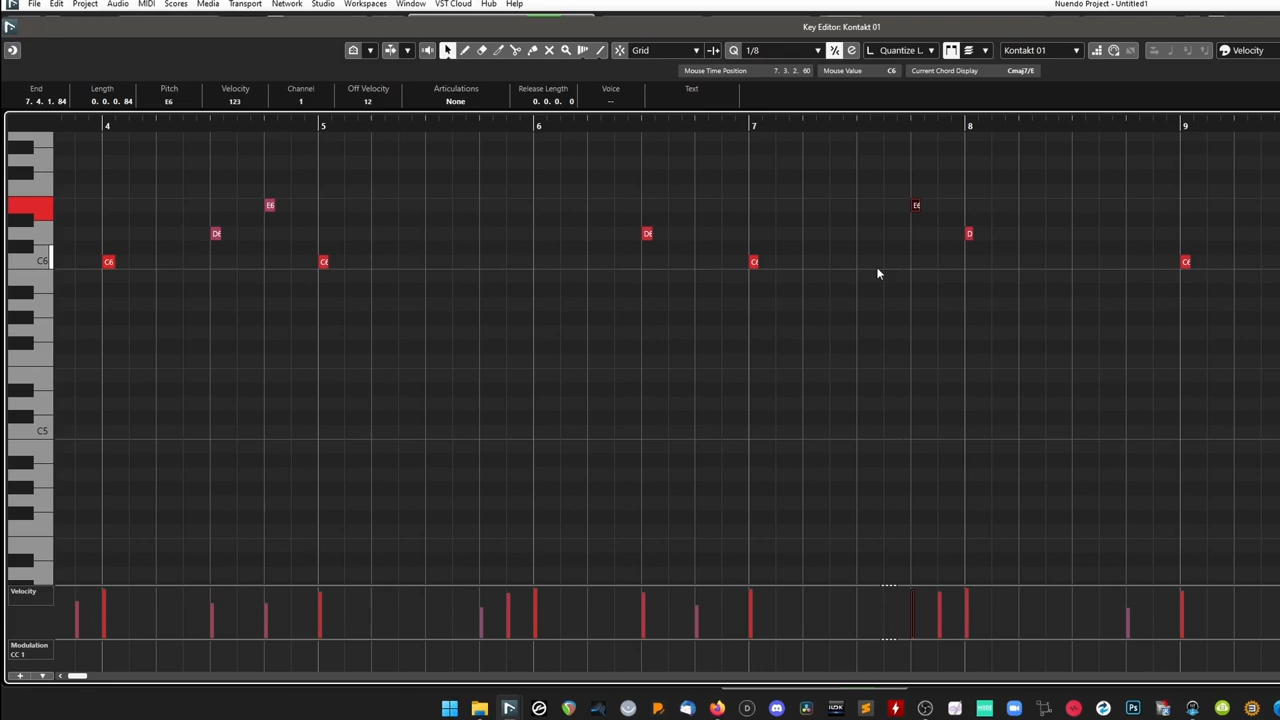 File Edit Project Audio MIDI Scores Media Transport Network Studio Workspaces Window VST Cloud Hub Help
Nuendo Project - Untitled1
Key Editor: Kontakt 01
Grid
Q 1/8
Quantize L..
Kontakt 01
Velocity
Mouse Time Position 7. 3. 2. 60 Mouse Value C6 Current Chord Display Cmaj7/E
End Length Pitch Velocity Channel Off Velocity Articulations Release Length Voice Text
7. 4. 1. 84 0. 0. 0. 84 E6 123 1 12 None 0. 0. 0. 0 --
4 5 6 7 8 9
E6 E6
D6 D6 D
C6 C6 C6 C6 C6
C5
Velocity
Modulation
CC 1